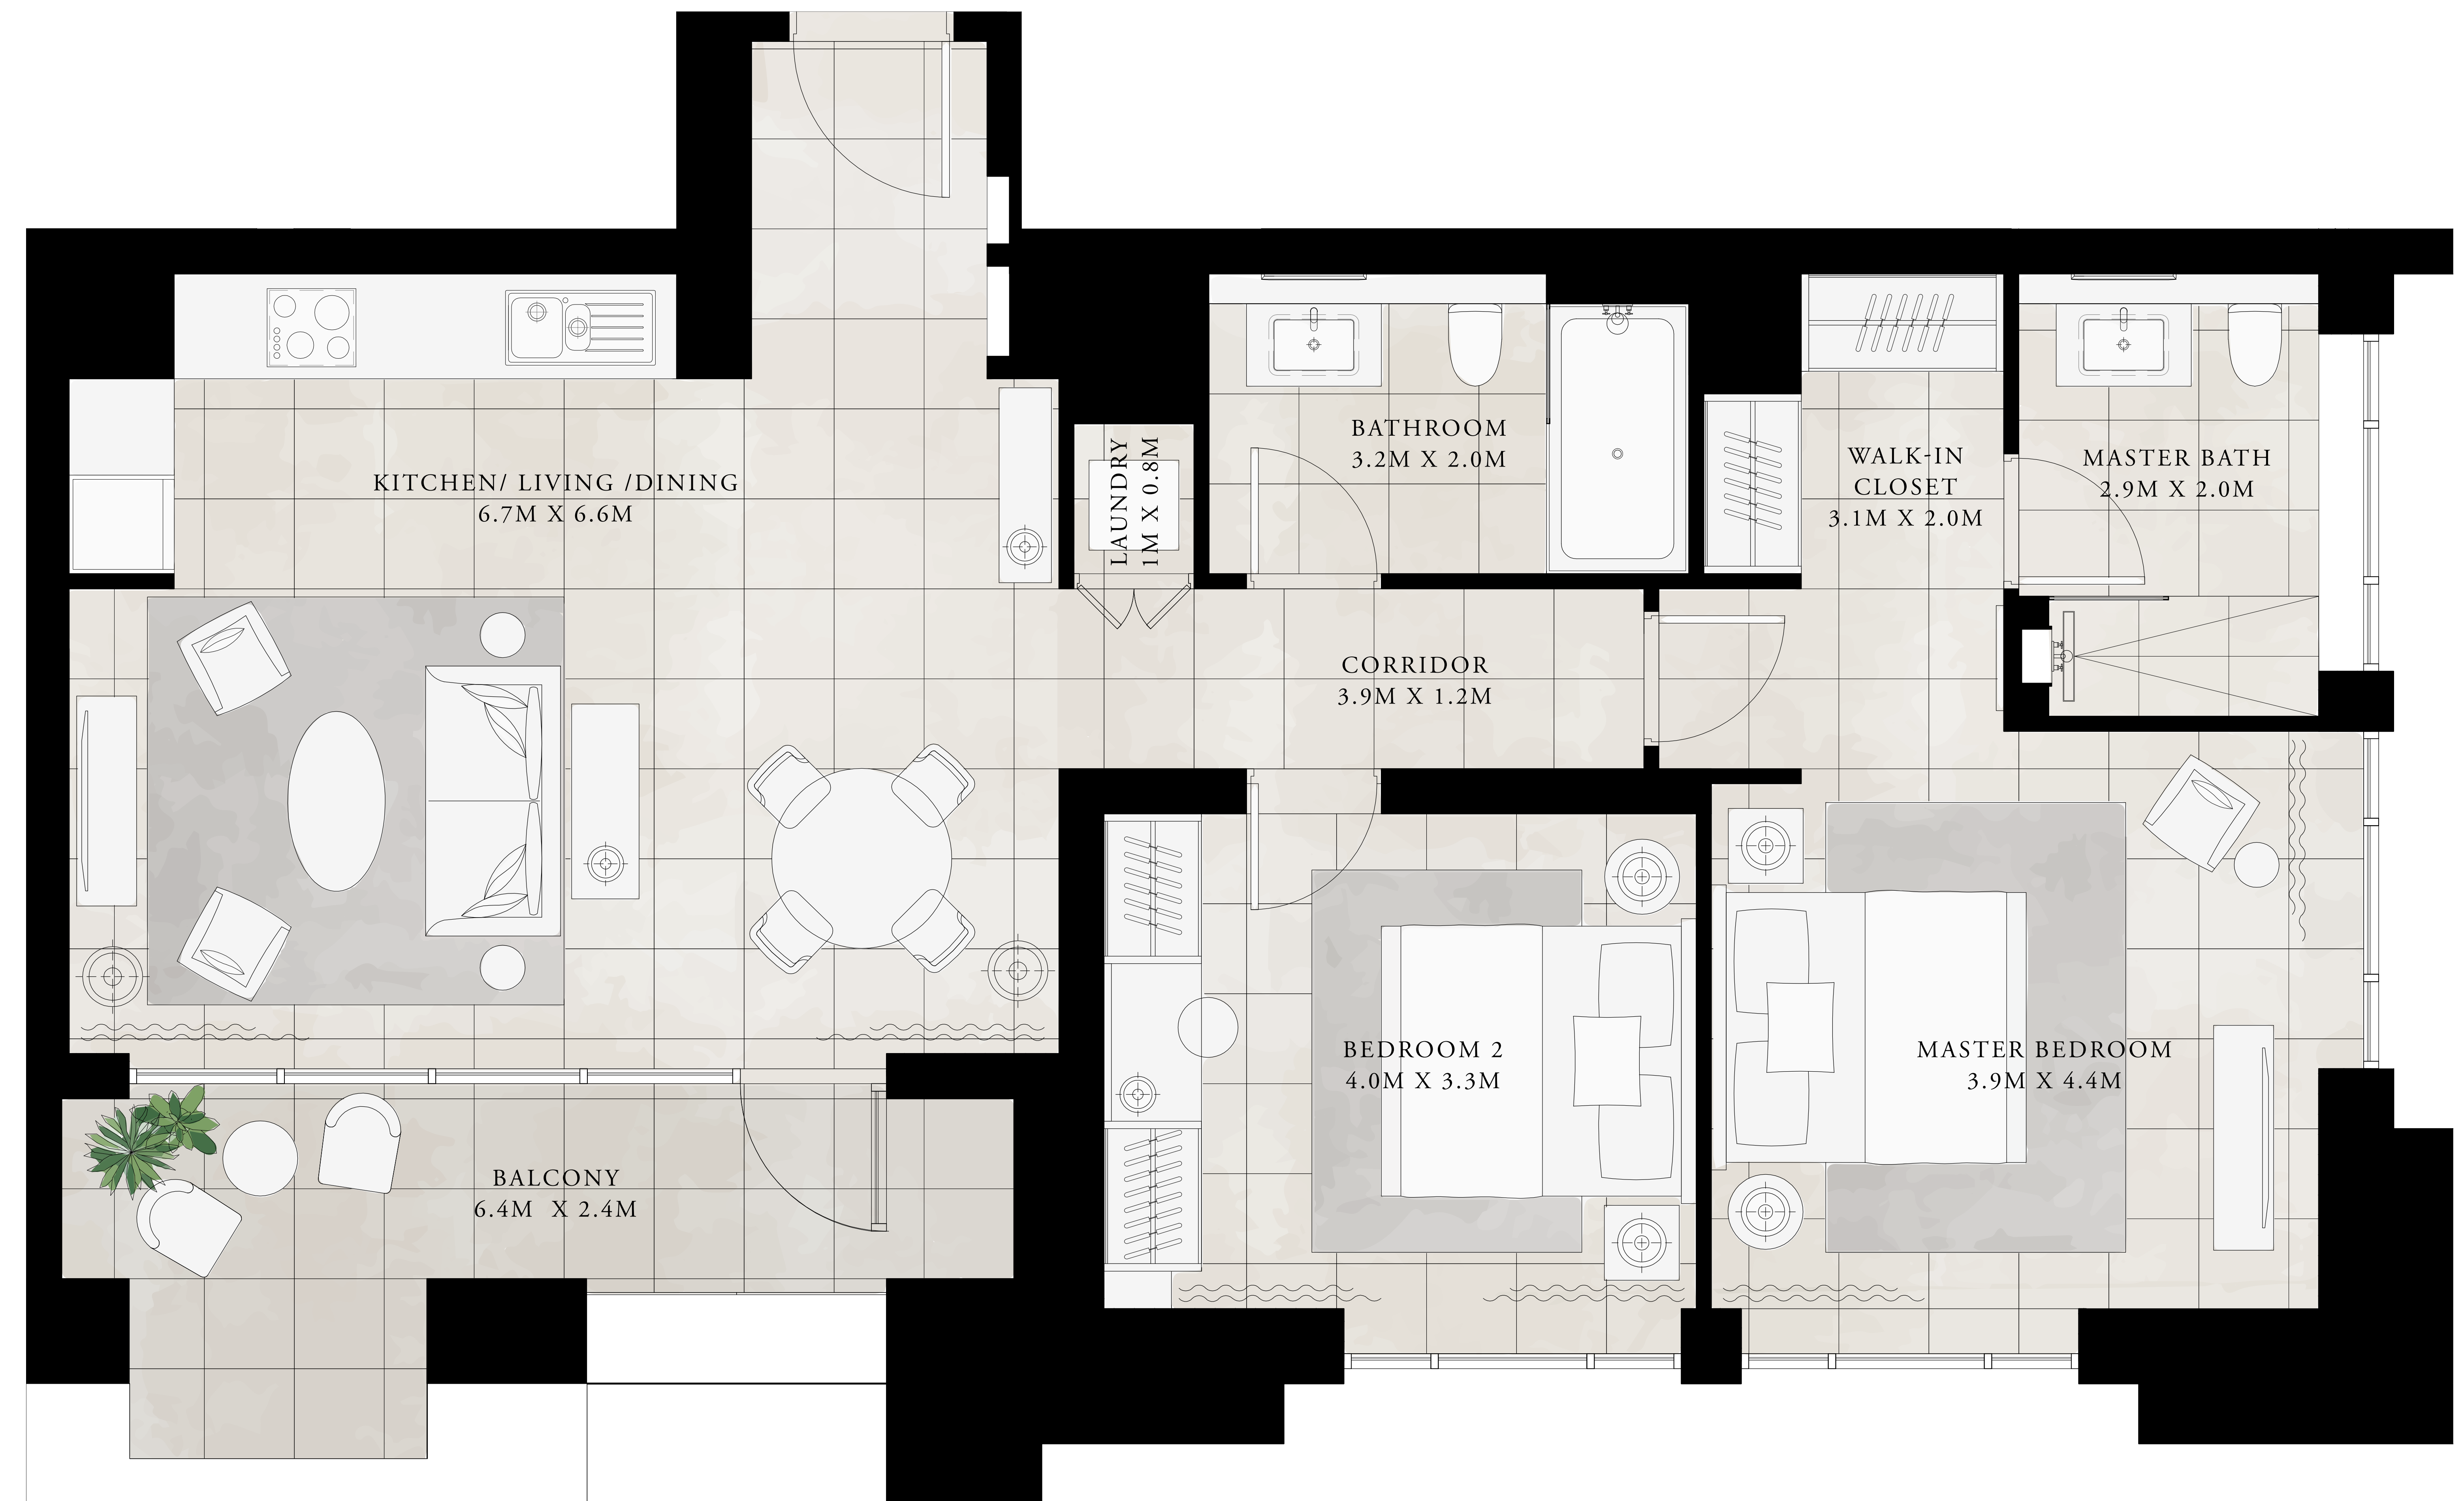 KITCHEN/ LIVING /DINING
6.7M X 6.6M
LAUNDRY
1M X 0.8M
BATHROOM
3.2M X 2.0M
WALK-IN
CLOSET
3.1M X 2.0M
MASTER BATH
2.9M X 2.0M
CORRIDOR
3.9M X 1.2M
BEDROOM 2
4.0M X 3.3M
MASTER BEDROOM
3.9M X 4.4M
BALCONY
6.4M X 2.4M